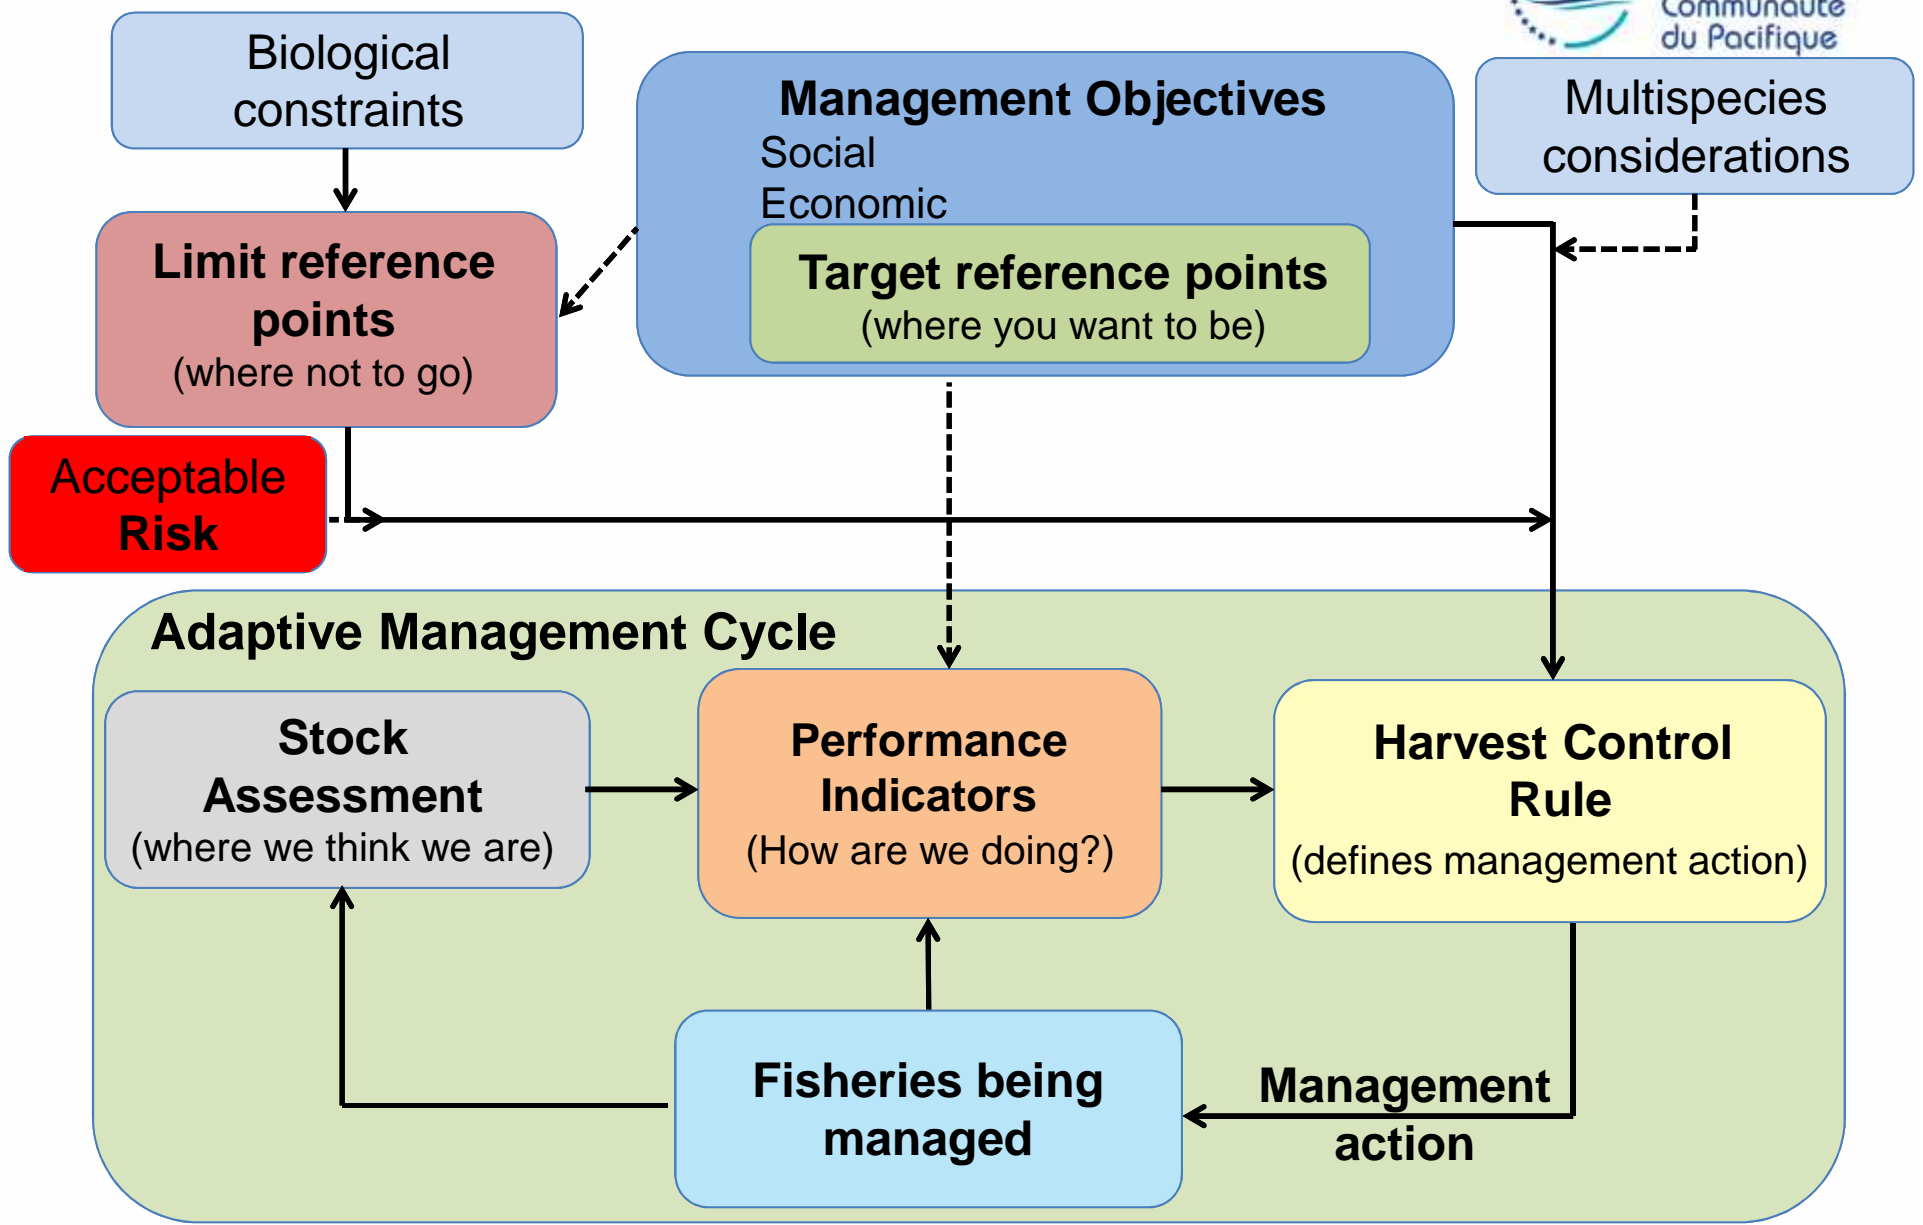 Communauté
du Pacifique
Biological
constraints
Management Objectives
Social
Economic
Multispecies
considerations
Limit reference
points
(where not to go)
Target reference points
(where you want to be)
Acceptable
Risk
Adaptive Management Cycle
Stock
Assessment
(where we think we are)
Performance
Indicators
(How are we doing?)
Harvest Control
Rule
(defines management action)
Fisheries being
managed
Management
action